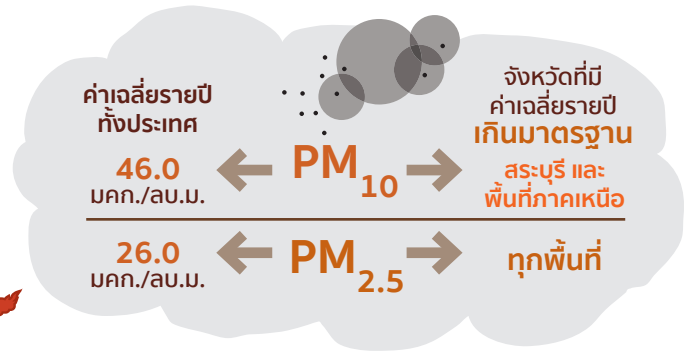 ค่าเฉลี่ยรายปี
ทั้งประเทศ
46.0
มคก./ลบ.ม.
PM10
จังหวัดที่มี
ค่าเฉลี่ยรายปี
เกินมาตรฐาน
สระบุรี และ
พื้นที่ภาคเหนือ
26.0
มคก./ลบ.ม.
PM2.5
ทุกพื้นที่